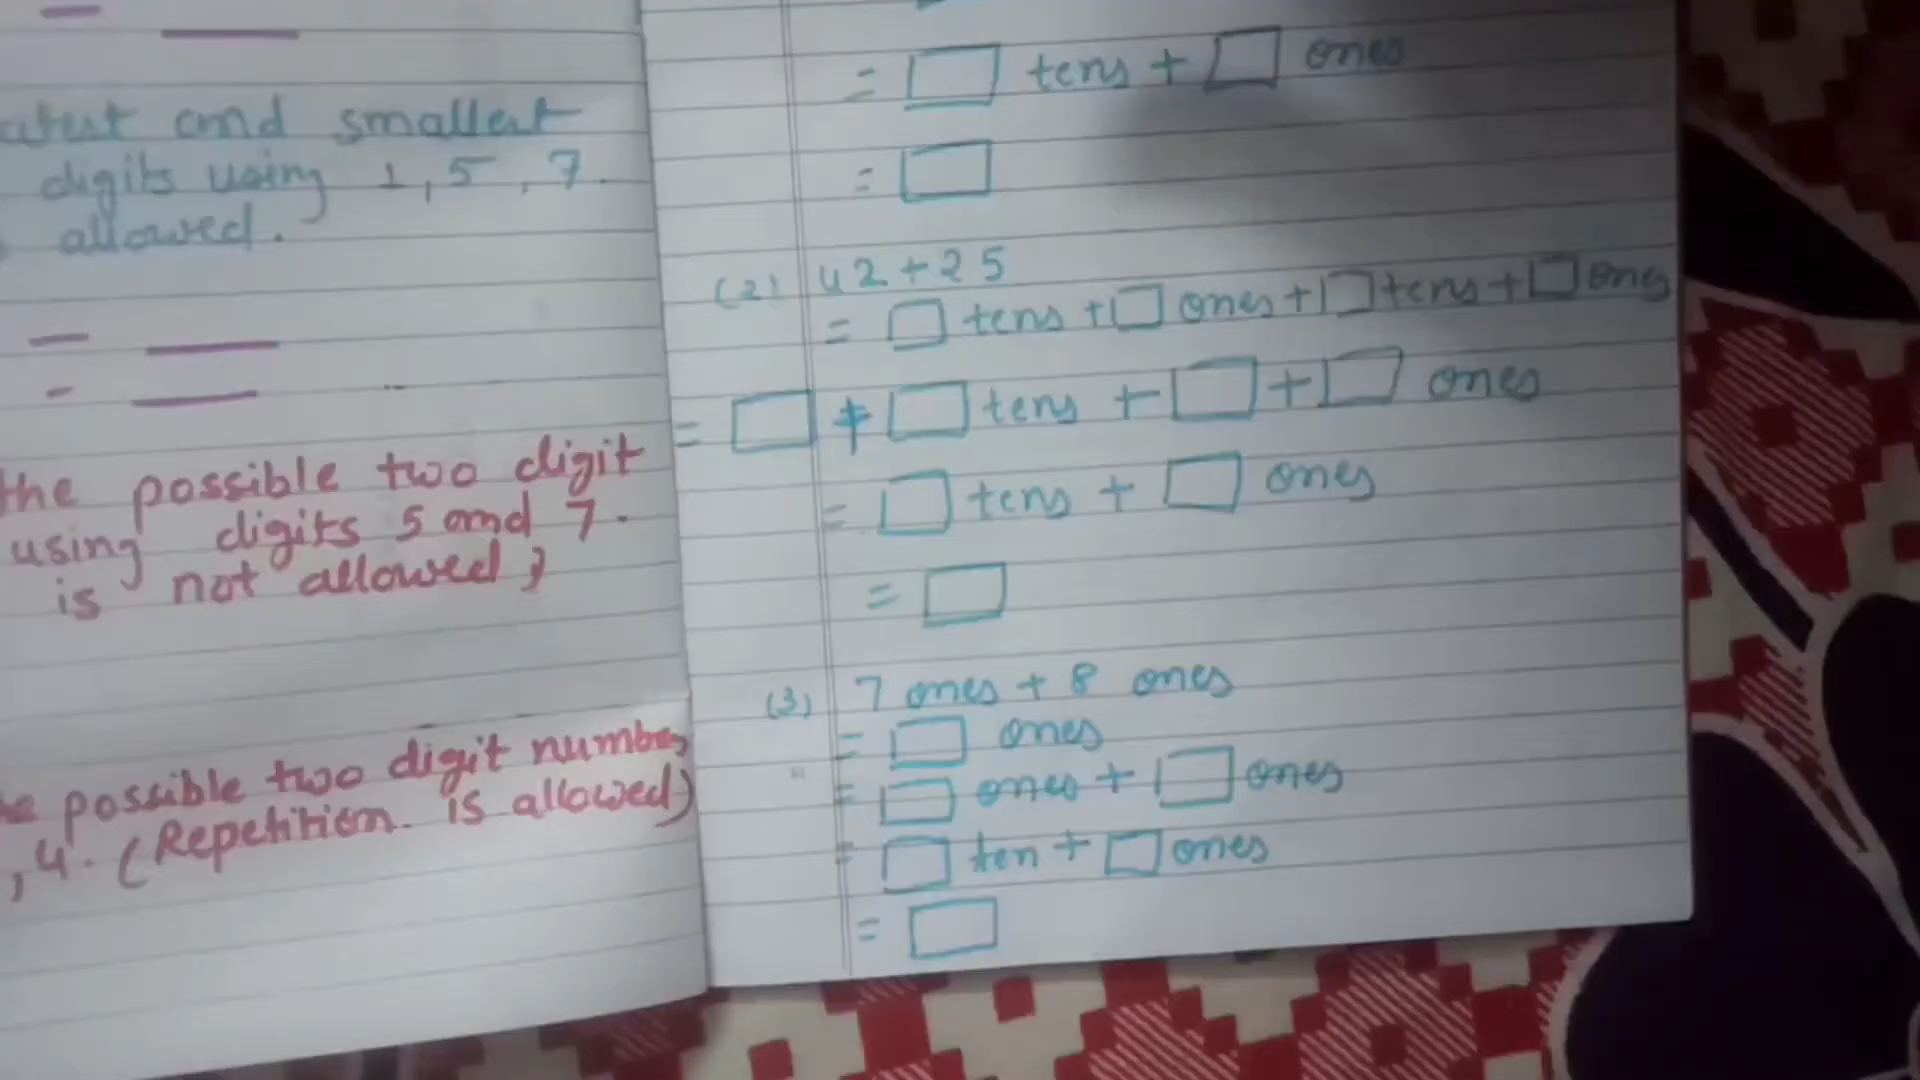 and smallest
digits using 1, 5, 7.
allowed.
the possible two digit
using digits 5 and 7.
is not allowed)
possible two digit number
, 4. (Repetition. is allowed)
= □ tens + □ ones
= □
(2) 42 + 25
= □ tens + □ ones + □ tens + □ ones
= □ + □ tens + □ + □ ones
= □ tens + □ ones
= □
(3) 7 ones + 8 ones
= □ ones
= □ ones + □ ones
= □ ten + □ ones
= □